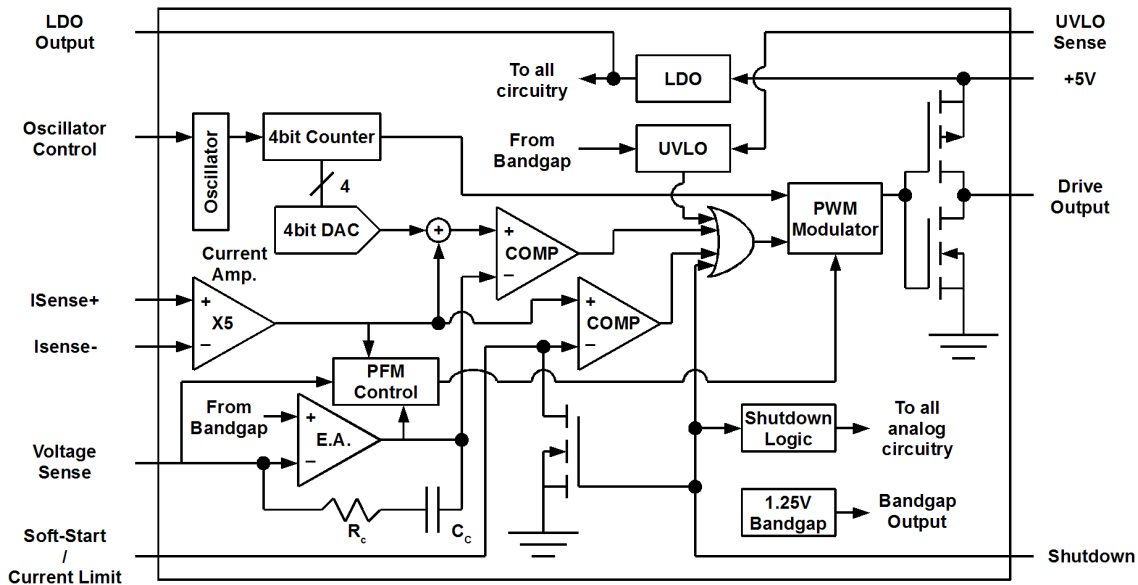 LDO
Output
UVLO
Sense
To all
circuitry
LDO
+5V
Oscillator
Control
Oscillator
4bit Counter
From
Bandgap
UVLO
4
4bit DAC
+
+
COMP
−
PWM
Modulator
Drive
Output
Current
Amp.
ISense+
+
X5
−
Isense-
+
COMP
−
PFM
Control
From
Bandgap
+
E.A.
−
Voltage
Sense
Shutdown
Logic
To all
analog
circuitry
1.25V
Bandgap
Bandgap
Output
Rc
CC
Soft-Start
/
Current Limit
Shutdown